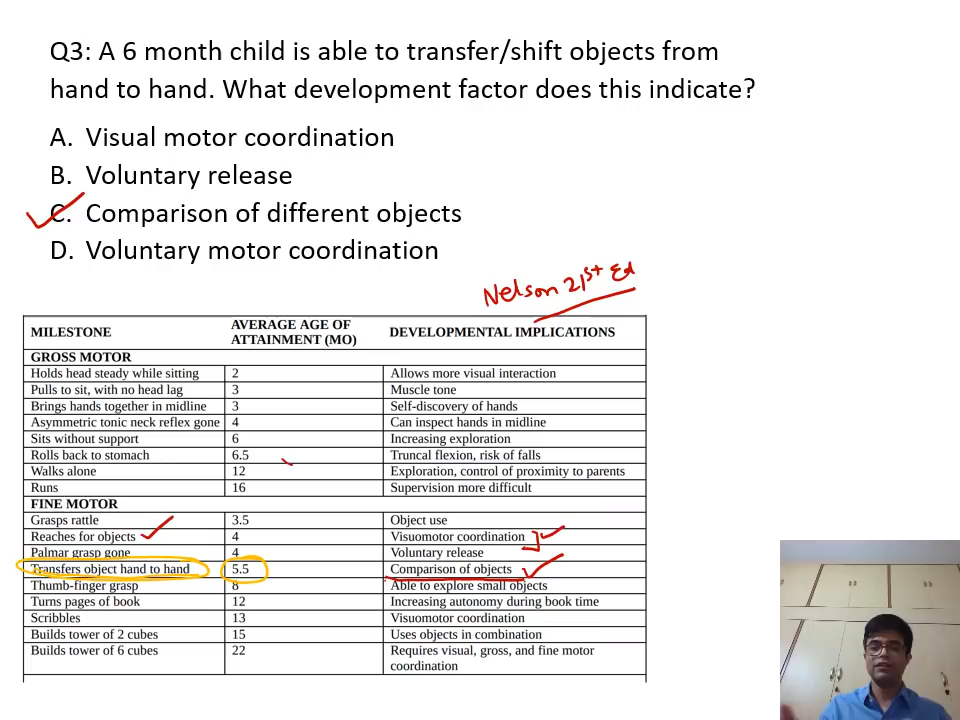 Q3: A 6 month child is able to transfer/shift objects from
hand to hand. What development factor does this indicate?
A. Visual motor coordination
B. Voluntary release
C. Comparison of different objects
D. Voluntary motor coordination
Nelson 21st Ed
MILESTONE AVERAGE AGE OF ATTAINMENT (MO) DEVELOPMENTAL IMPLICATIONS
GROSS MOTOR
Holds head steady while sitting 2 Allows more visual interaction
Pulls to sit, with no head lag 3 Muscle tone
Brings hands together in midline 3 Self-discovery of hands
Asymmetric tonic neck reflex gone 4 Can inspect hands in midline
Sits without support 6 Increasing exploration
Rolls back to stomach 6.5 Truncal flexion, risk of falls
Walks alone 12 Exploration, control of proximity to parents
Runs 16 Supervision more difficult
FINE MOTOR
Grasps rattle 3.5 Object use
Reaches for objects 4 Visuomotor coordination
Palmar grasp gone 4 Voluntary release
Transfers object hand to hand 5.5 Comparison of objects
Thumb-finger grasp 8 Able to explore small objects
Turns pages of book 12 Increasing autonomy during book time
Scribbles 13 Visuomotor coordination
Builds tower of 2 cubes 15 Uses objects in combination
Builds tower of 6 cubes 22 Requires visual, gross, and fine motor
coordination